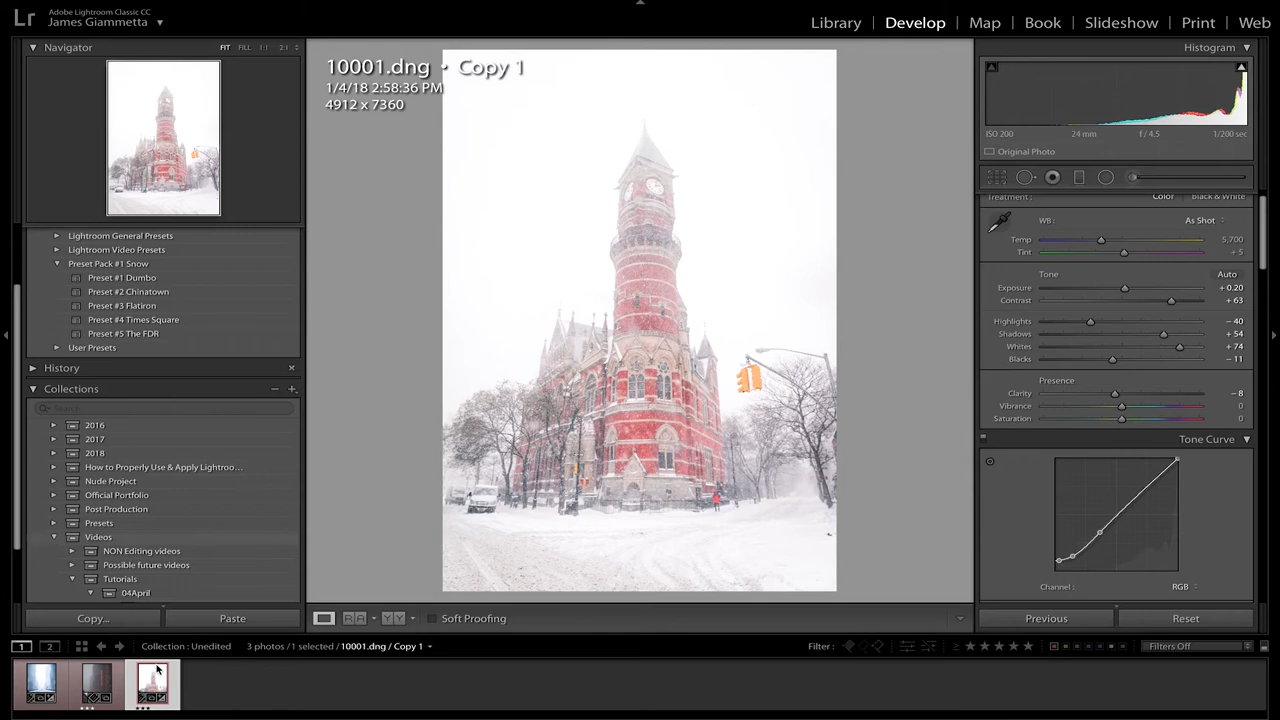 Lr
Adobe Lightroom Classic CC
James Giammetta
Library | Develop | Map | Book | Slideshow | Print | Web
Navigator
FIT FILL 1:1 2:1
Lightroom General Presets
Lightroom Video Presets
Preset Pack #1 Snow
Preset #1 Dumbo
Preset #2 Chinatown
Preset #3 Flatiron
Preset #4 Times Square
Preset #5 The FDR
User Presets
History
Collections
Search
2016
2017
2018
How to Properly Use & Apply Lightroo...
Nude Project
Official Portfolio
Post Production
Presets
Videos
NON Editing videos
Possible future videos
Tutorials
04April
Copy...
Paste
10001.dng • Copy 1
1/4/18 2:58:36 PM
4912 x 7360
Soft Proofing
Histogram
ISO 200 24 mm f / 4.5 1/200 sec
Original Photo
Treatment: Color Black & White
WB: As Shot
Temp 5,700
Tint + 5
Tone Auto
Exposure + 0.20
Contrast + 63
Highlights − 40
Shadows + 54
Whites + 74
Blacks − 11
Presence
Clarity − 8
Vibrance 0
Saturation 0
Tone Curve
Channel: RGB
Previous
Reset
1 2 Collection : Unedited 3 photos / 1 selected / 10001.dng / Copy 1
Filter : Filters Off